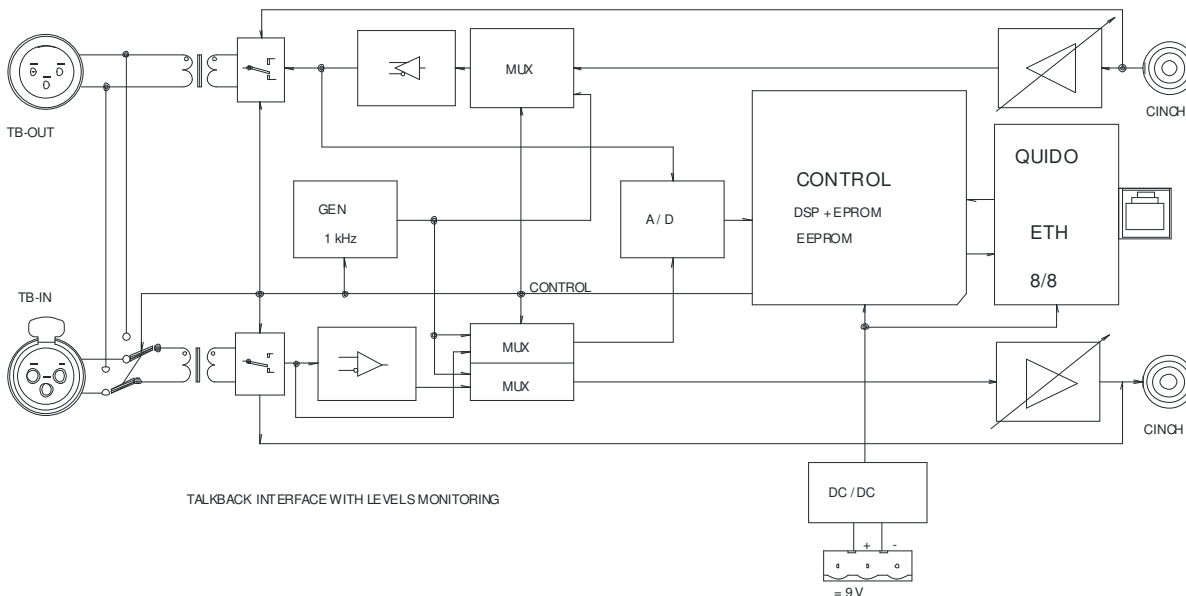 TB-OUT
MUX
CINCH
GEN
1 kHz
A / D
CONTROL
DSP + EPROM
EEPROM
QUIDO
ETH
8/8
TB-IN
CONTROL
MUX
MUX
CINCH
TALKBACK INTERFACE WITH LEVELS MONITORING
DC / DC
+ -
= 9 V